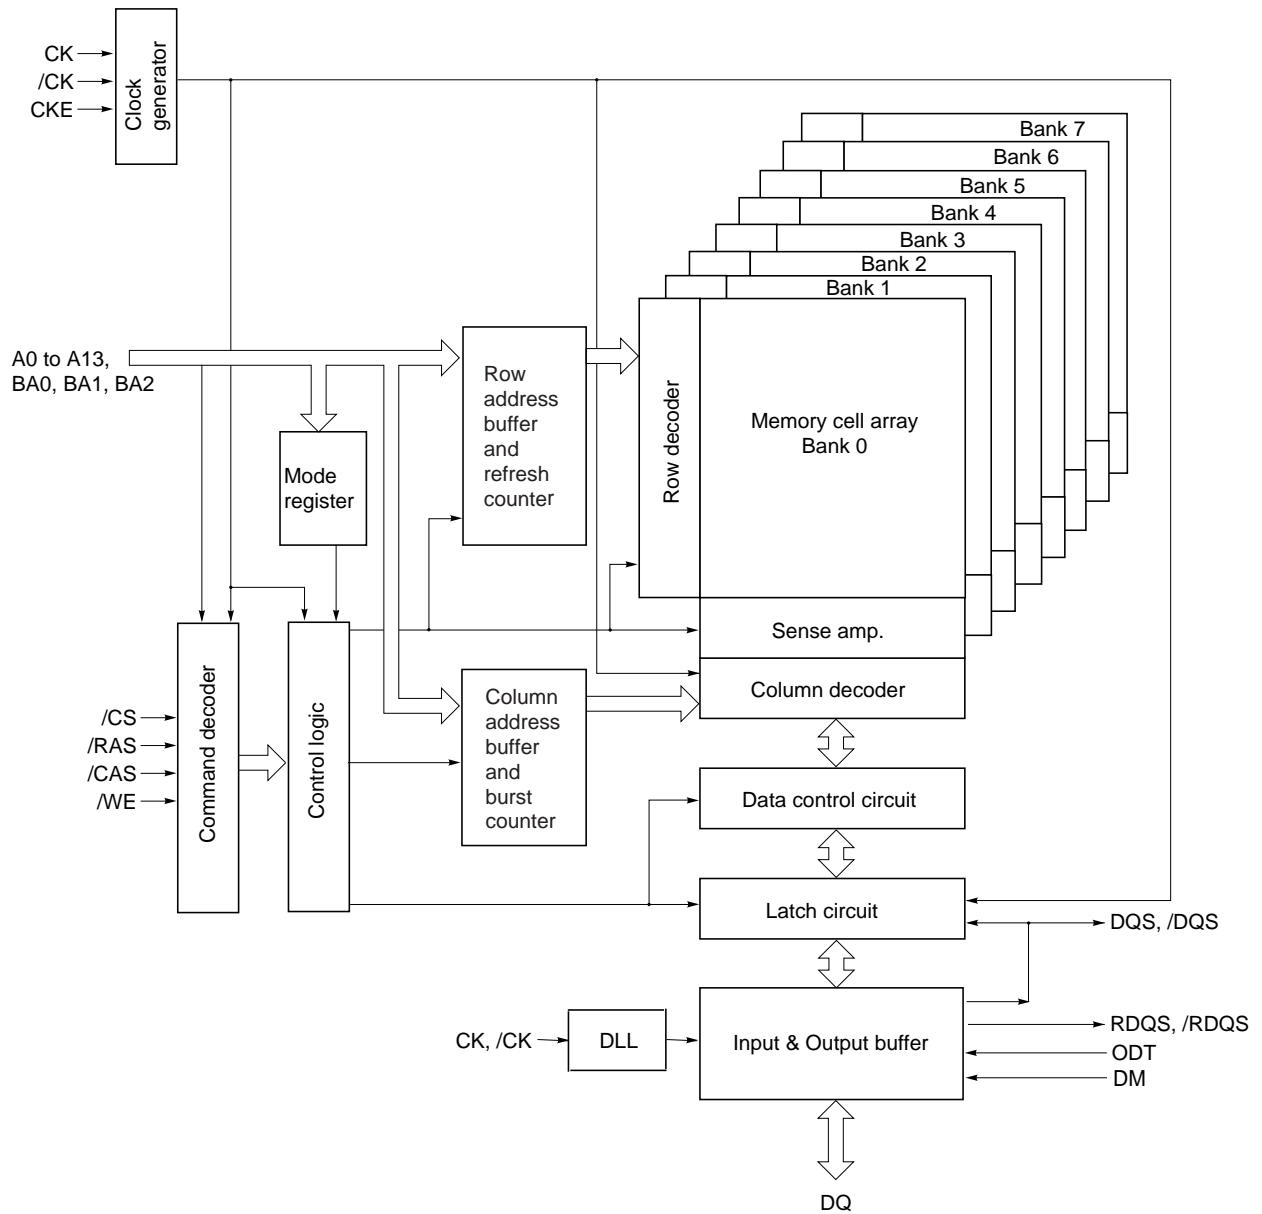 CK
/CK
CKE
Clock
generator
Bank 7
Bank 6
Bank 5
Bank 4
Bank 3
Bank 2
Bank 1
A0 to A13,
BA0, BA1, BA2
Mode
register
Row
address
buffer
and
refresh
counter
Row decoder
Memory cell array
Bank 0
Sense amp.
Column decoder
/CS
/RAS
/CAS
/WE
Command decoder
Control logic
Column
address
buffer
and
burst
counter
Data control circuit
Latch circuit
DQS, /DQS
CK, /CK
DLL
Input & Output buffer
RDQS, /RDQS
ODT
DM
DQ